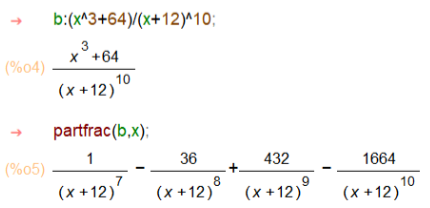 → b:(x^3+64)/(x+12)^10;
(%o4) (x^3+64)/(x+12)^10
→ partfrac(b,x);
(%o5) 1/(x+12)^7 − 36/(x+12)^8 + 432/(x+12)^9 − 1664/(x+12)^10